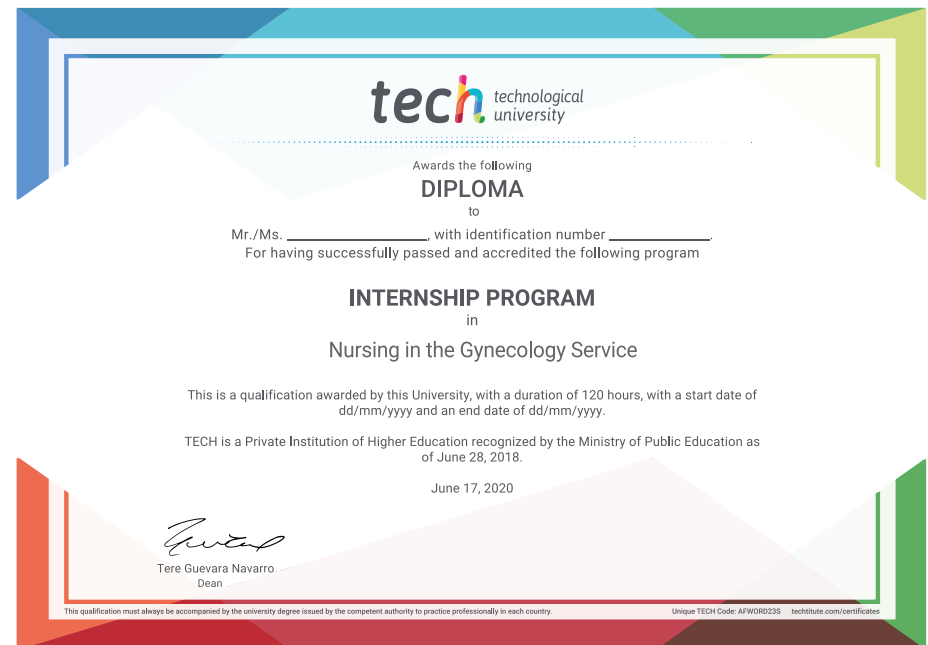 tech technological
university
Awards the following
DIPLOMA
to
Mr./Ms. ____________________, with identification number ______________.
For having successfully passed and accredited the following program
INTERNSHIP PROGRAM
in
Nursing in the Gynecology Service
This is a qualification awarded by this University, with a duration of 120 hours, with a start date of
dd/mm/yyyy and an end date of dd/mm/yyyy.
TECH is a Private Institution of Higher Education recognized by the Ministry of Public Education as
of June 28, 2018.
June 17, 2020
Tere Guevara Navarro
Dean
This qualification must always be accompanied by the university degree issued by the competent authority to practice professionally in each country.
Unique TECH Code: AFWORD23S techtitute.com/certificates